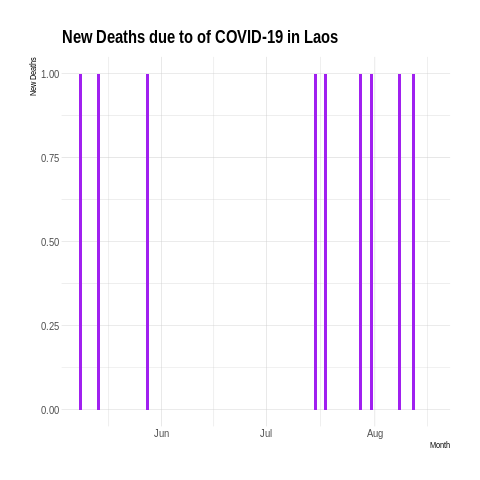 New Deaths due to of COVID-19 in Laos
New Deaths
1.00
0.75
0.50
0.25
0.00
Jun
Jul
Aug
Month